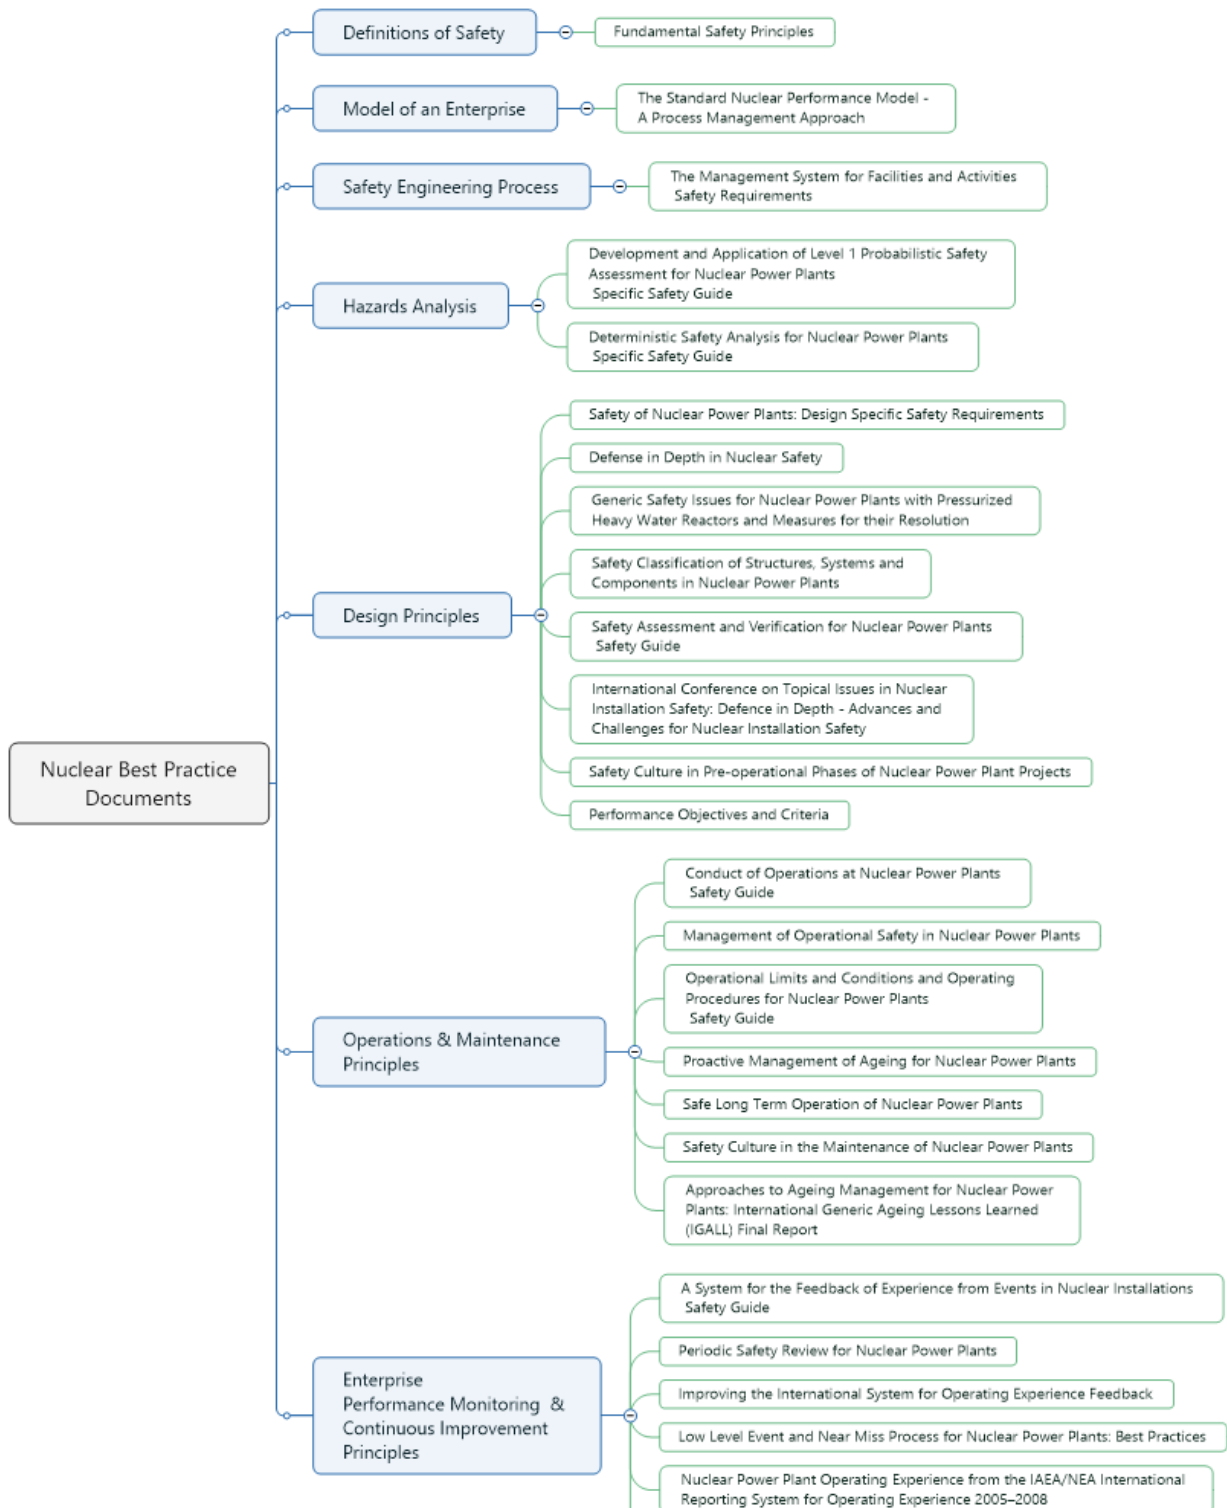 Definitions of Safety
Fundamental Safety Principles
Model of an Enterprise
The Standard Nuclear Performance Model -
A Process Management Approach
Safety Engineering Process
The Management System for Facilities and Activities
Safety Requirements
Hazards Analysis
Development and Application of Level 1 Probabilistic Safety
Assessment for Nuclear Power Plants
Specific Safety Guide
Deterministic Safety Analysis for Nuclear Power Plants
Specific Safety Guide
Design Principles
Safety of Nuclear Power Plants: Design Specific Safety Requirements
Defense in Depth in Nuclear Safety
Generic Safety Issues for Nuclear Power Plants with Pressurized
Heavy Water Reactors and Measures for their Resolution
Safety Classification of Structures, Systems and
Components in Nuclear Power Plants
Safety Assessment and Verification for Nuclear Power Plants
Safety Guide
International Conference on Topical Issues in Nuclear
Installation Safety: Defence in Depth - Advances and
Challenges for Nuclear Installation Safety
Safety Culture in Pre-operational Phases of Nuclear Power Plant Projects
Performance Objectives and Criteria
Nuclear Best Practice
Documents
Operations & Maintenance
Principles
Conduct of Operations at Nuclear Power Plants
Safety Guide
Management of Operational Safety in Nuclear Power Plants
Operational Limits and Conditions and Operating
Procedures for Nuclear Power Plants
Safety Guide
Proactive Management of Ageing for Nuclear Power Plants
Safe Long Term Operation of Nuclear Power Plants
Safety Culture in the Maintenance of Nuclear Power Plants
Approaches to Ageing Management for Nuclear Power
Plants: International Generic Ageing Lessons Learned
(IGALL) Final Report
Enterprise
Performance Monitoring &
Continuous Improvement
Principles
A System for the Feedback of Experience from Events in Nuclear Installations
Safety Guide
Periodic Safety Review for Nuclear Power Plants
Improving the International System for Operating Experience Feedback
Low Level Event and Near Miss Process for Nuclear Power Plants: Best Practices
Nuclear Power Plant Operating Experience from the IAEA/NEA International
Reporting System for Operating Experience 2005–2008